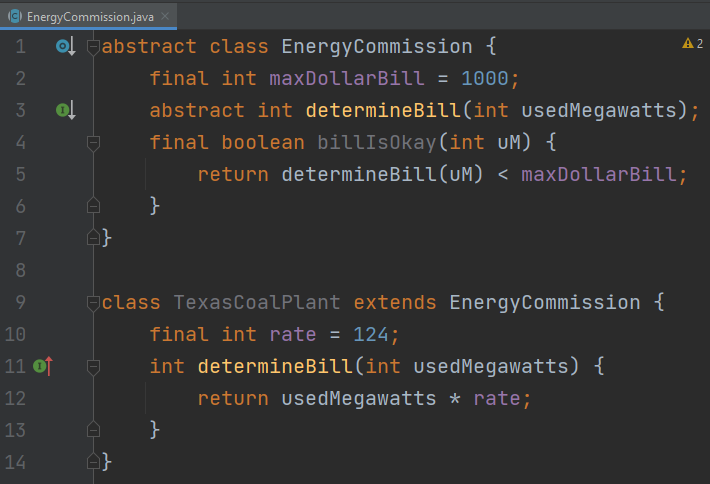 EnergyCommission.java
1 abstract class EnergyCommission { 2
2     final int maxDollarBill = 1000;
3     abstract int determineBill(int usedMegawatts);
4     final boolean billIsOkay(int uM) {
5         return determineBill(uM) < maxDollarBill;
6     }
7 }
8
9 class TexasCoalPlant extends EnergyCommission {
10     final int rate = 124;
11     int determineBill(int usedMegawatts) {
12         return usedMegawatts * rate;
13     }
14 }